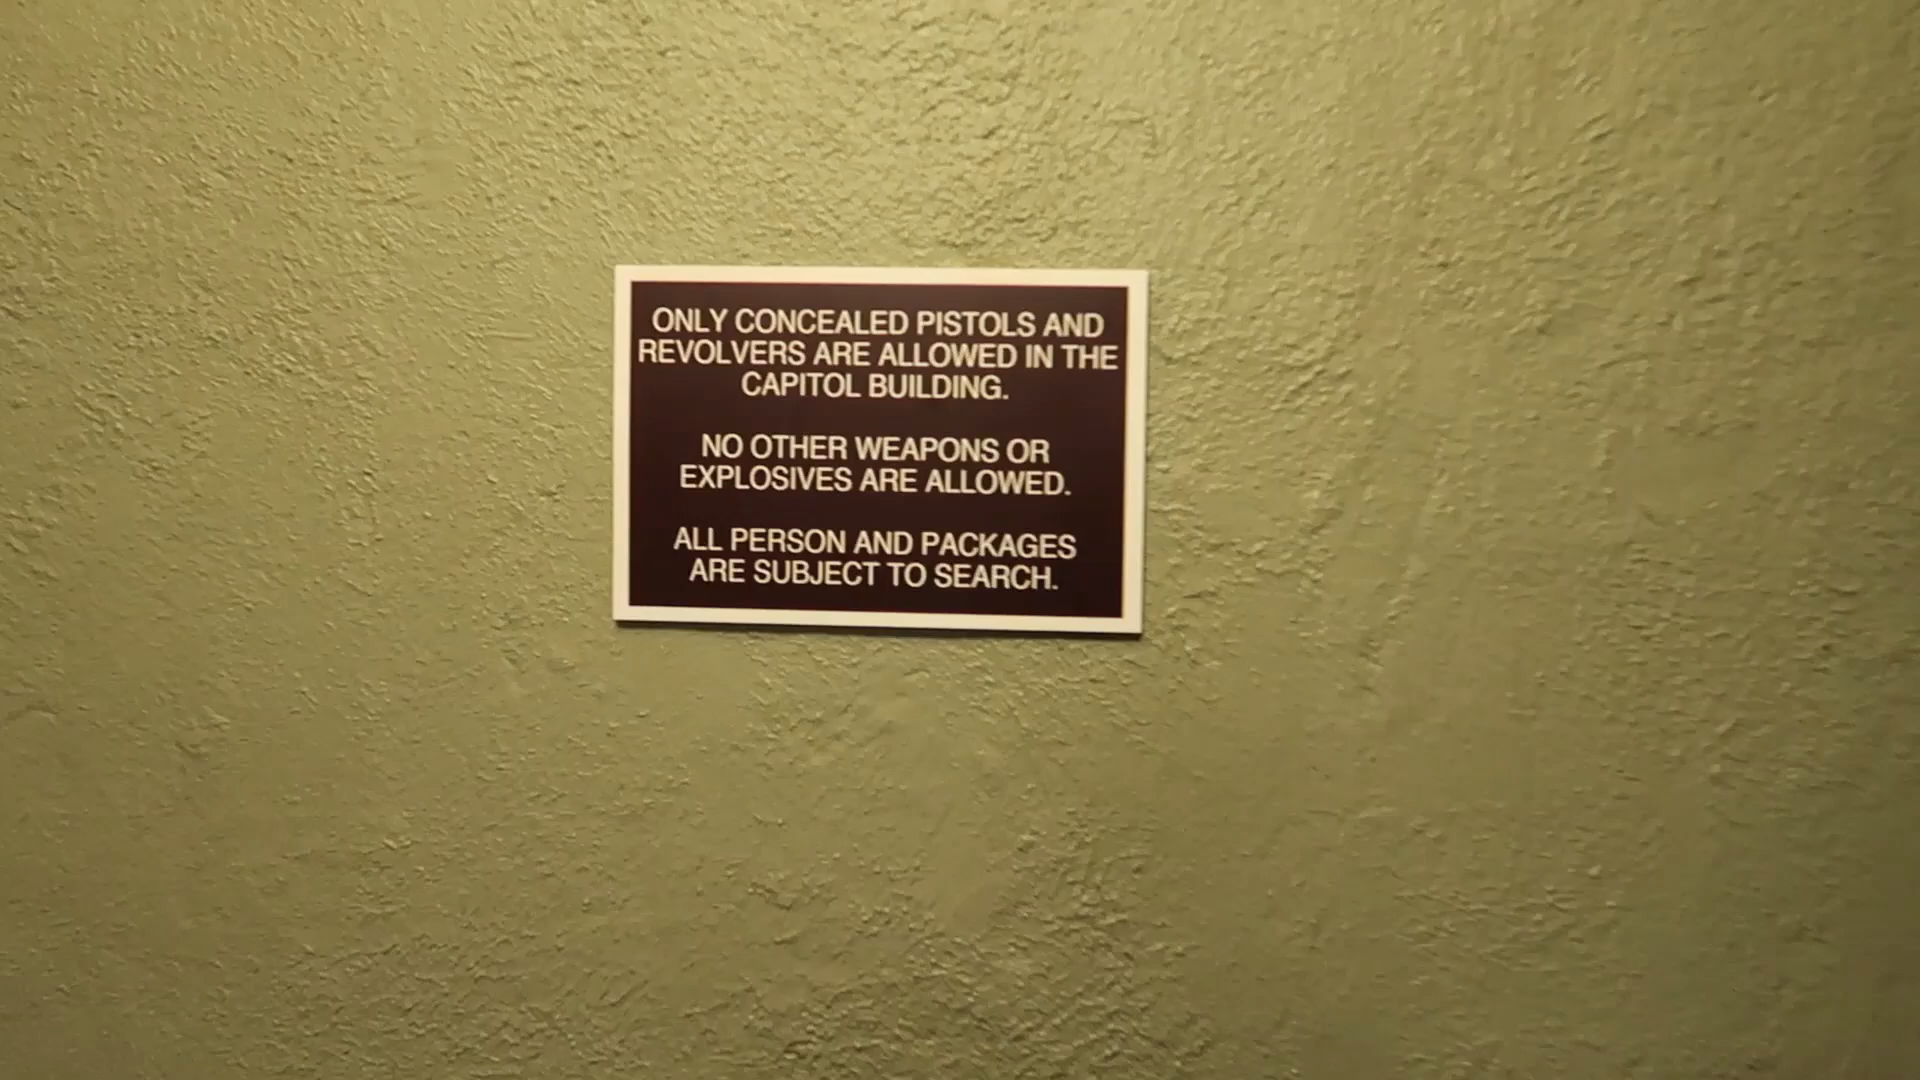 ONLY CONCEALED PISTOLS AND
REVOLVERS ARE ALLOWED IN THE
CAPITOL BUILDING.
NO OTHER WEAPONS OR
EXPLOSIVES ARE ALLOWED.
ALL PERSON AND PACKAGES
ARE SUBJECT TO SEARCH.